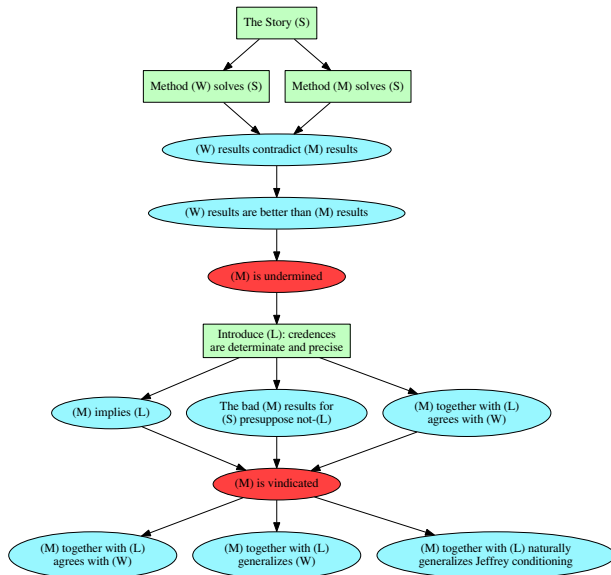 The Story (S)
Method (W) solves (S)
Method (M) solves (S)
(W) results contradict (M) results
(W) results are better than (M) results
(M) is undermined
Introduce (L): credences
are determinate and precise
(M) implies (L)
The bad (M) results for
(S) presuppose not-(L)
(M) together with (L)
agrees with (W)
(M) is vindicated
(M) together with (L)
agrees with (W)
(M) together with (L)
generalizes (W)
(M) together with (L) naturally
generalizes Jeffrey conditioning